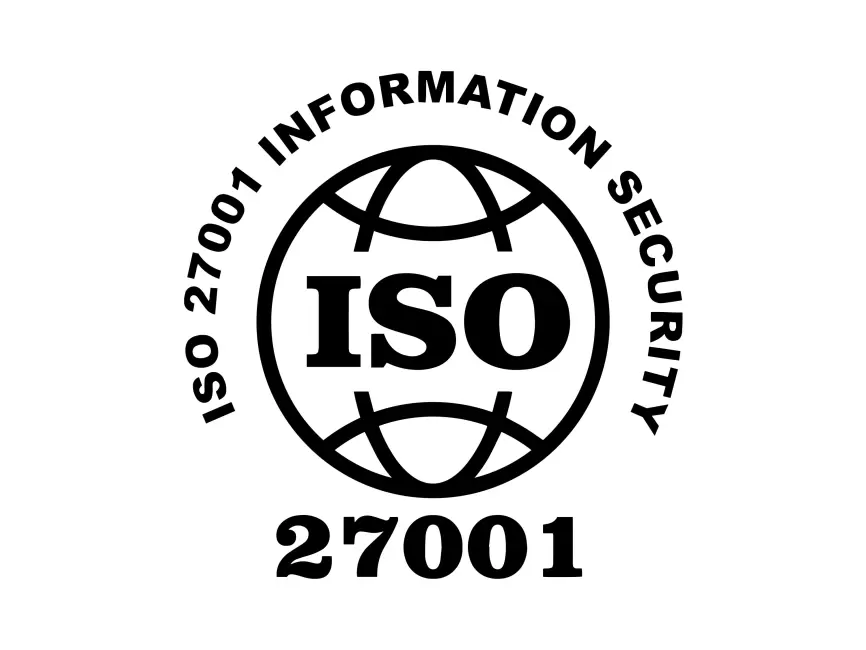 ISO 27001 INFORMATION SECURITY
ISO
27001